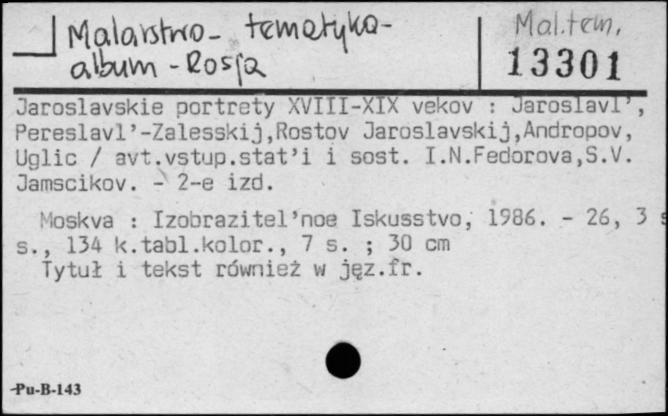 Malarstwo - tematyka -
album - Rosja
Mal.tem.
13301
Jaroslavskie portrety XVIII-XIX vekov : Jaroslavl',
Pereslavl'-Zalesskij,Rostov Jaroslavskij,Andropov,
Uglic / avt.vstup.stat'i i sost. I.N.Fedorova,S.V.
Jamscikov. - 2-e izd.
Moskva : Izobrazitel'noe Iskusstvo, 1986. - 26, 3
s., 134 k.tabl.kolor., 7 s. ; 30 cm
Tytuł i tekst również w jęz.fr.
Pu-B-143